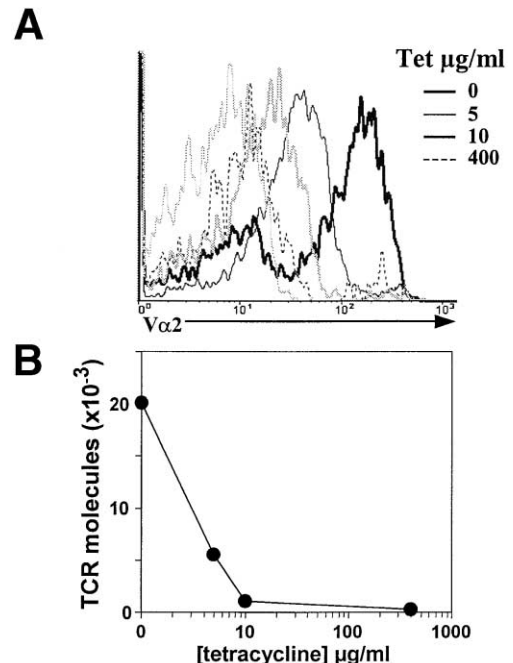 A
Tet µg/ml
0
5
10
400
10⁰ 10¹ 10² 10³
Vα2
B
TCR molecules (x10⁻³)
20
10
0
0 10 100 1000
[tetracycline] µg/ml